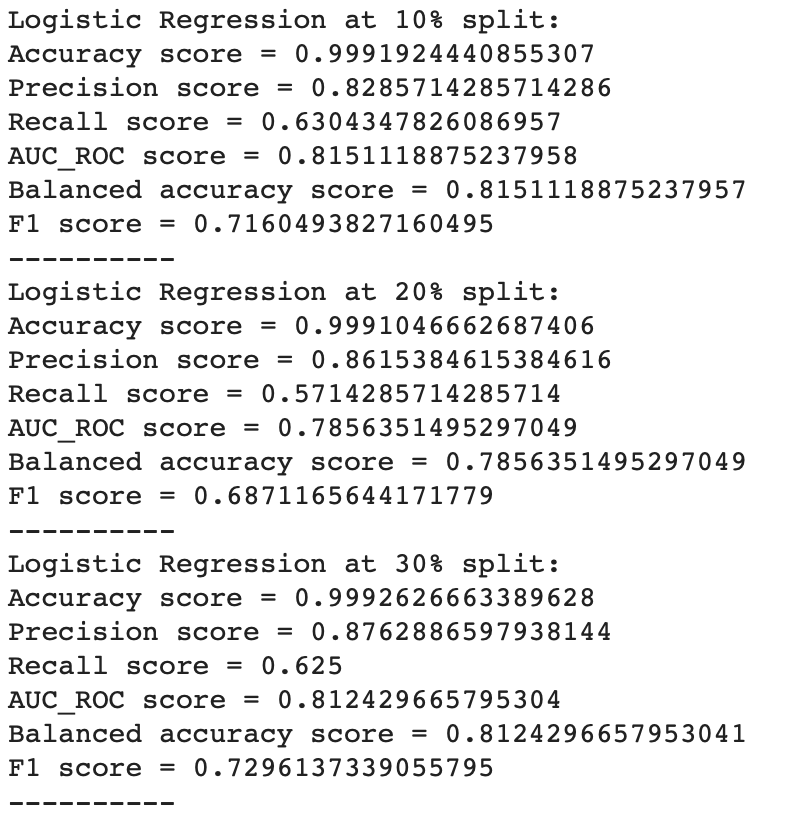 Logistic Regression at 10% split:
Accuracy score = 0.9991924440855307
Precision score = 0.8285714285714286
Recall score = 0.6304347826086957
AUC_ROC score = 0.8151118875237958
Balanced accuracy score = 0.8151118875237957
F1 score = 0.7160493827160495
----------
Logistic Regression at 20% split:
Accuracy score = 0.9991046662687406
Precision score = 0.8615384615384616
Recall score = 0.5714285714285714
AUC_ROC score = 0.7856351495297049
Balanced accuracy score = 0.7856351495297049
F1 score = 0.6871165644171779
----------
Logistic Regression at 30% split:
Accuracy score = 0.9992626663389628
Precision score = 0.8762886597938144
Recall score = 0.625
AUC_ROC score = 0.812429665795304
Balanced accuracy score = 0.8124296657953041
F1 score = 0.7296137339055795
----------